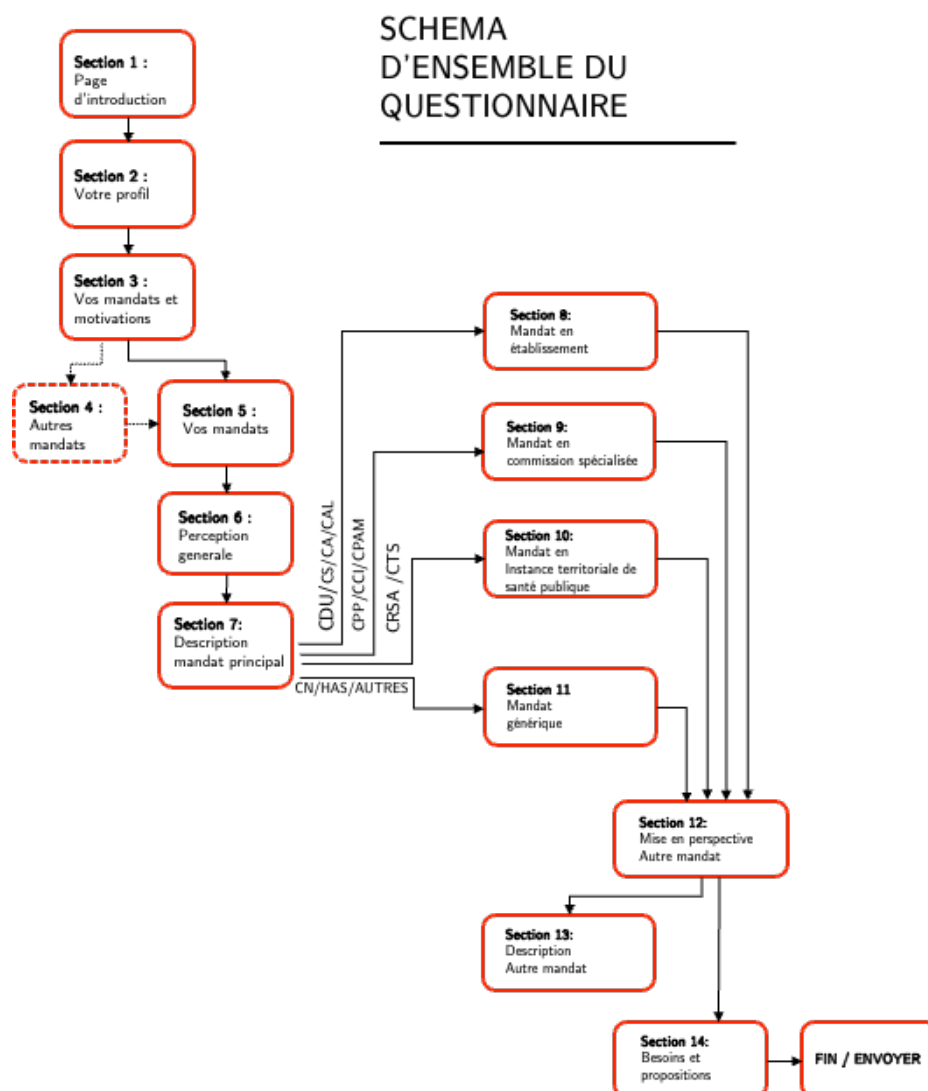 SCHEMA
D'ENSEMBLE DU
QUESTIONNAIRE
Section 1 :
Page
d'introduction
Section 2 :
Votre profil
Section 3 :
Vos mandats et
motivations
Section 4 :
Autres
mandats
Section 5 :
Vos mandats
Section 6 :
Perception
generale
Section 7:
Description
mandat principal
CDU/CS/CA/CAL
CPP/CCI/CPAM
CRSA /CTS
CN/HAS/AUTRES
Section 8:
Mandat en
établissement
Section 9:
Mandat en
commission spécialisée
Section 10:
Mandat en
Instance territoriale de
santé publique
Section 11
Mandat
générique
Section 12:
Mise en perspective
Autre mandat
Section 13:
Description
Autre mandat
Section 14:
Besoins et
propositions
FIN / ENVOYER